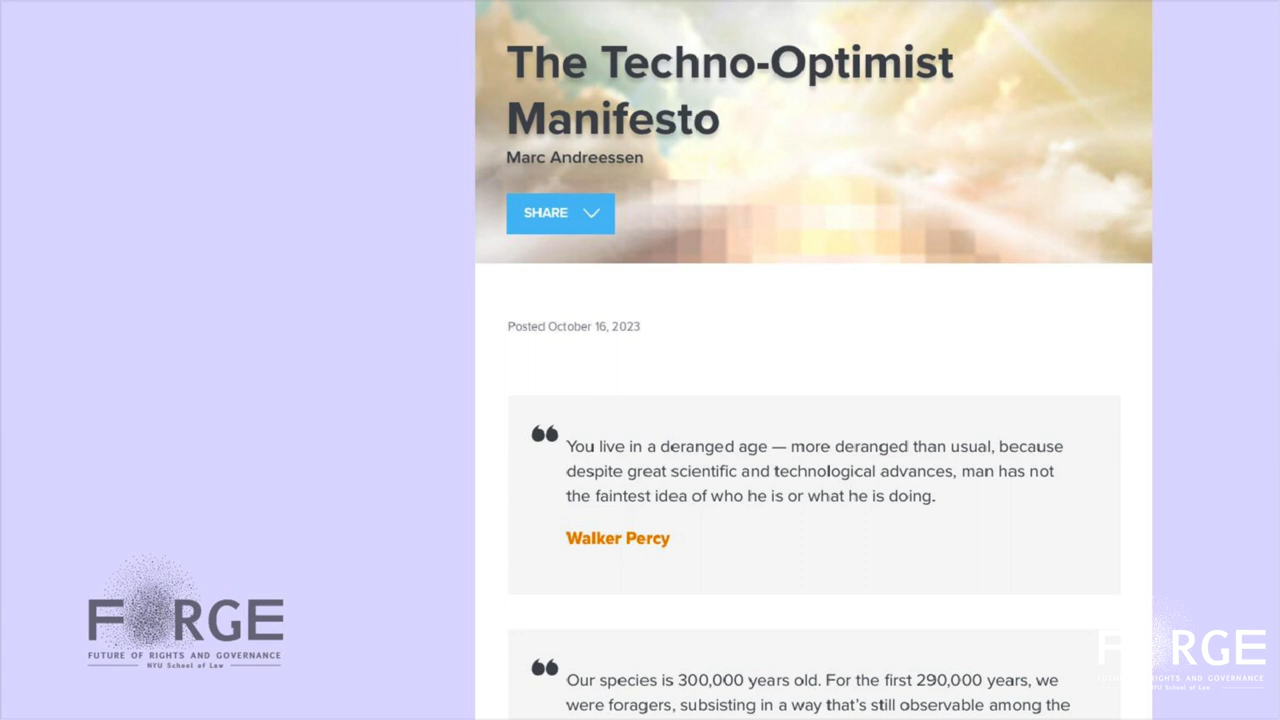 The Techno-Optimist
Manifesto
Marc Andreessen
SHARE
Posted October 16, 2023
❝ You live in a deranged age — more deranged than usual, because
despite great scientific and technological advances, man has not
the faintest idea of who he is or what he is doing.
Walker Percy
❝ Our species is 300,000 years old. For the first 290,000 years, we
were foragers, subsisting in a way that's still observable among the
FORGE
FUTURE OF RIGHTS AND GOVERNANCE
NYU School of Law
FORGE
RIGHTS AND GOVERNANCE
NYU School of Law